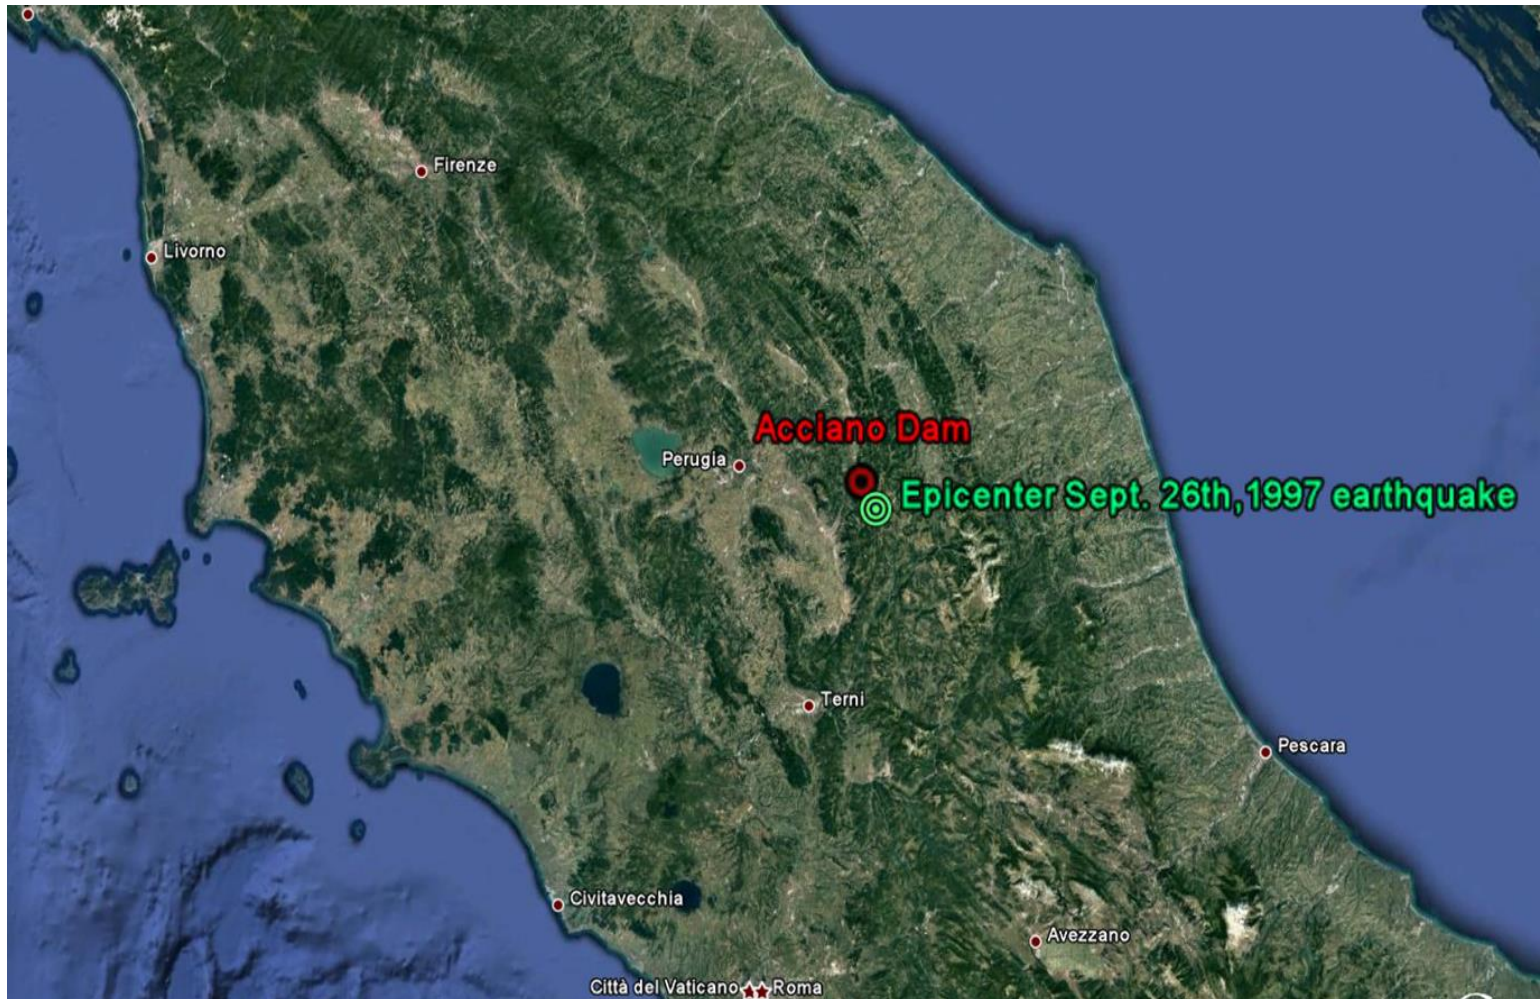 Firenze
Livorno
Acciano Dam
Perugia
Epicenter Sept. 26th,1997 earthquake
Terni
Pescara
Civitavecchia
Avezzano
Città del Vaticano
Roma